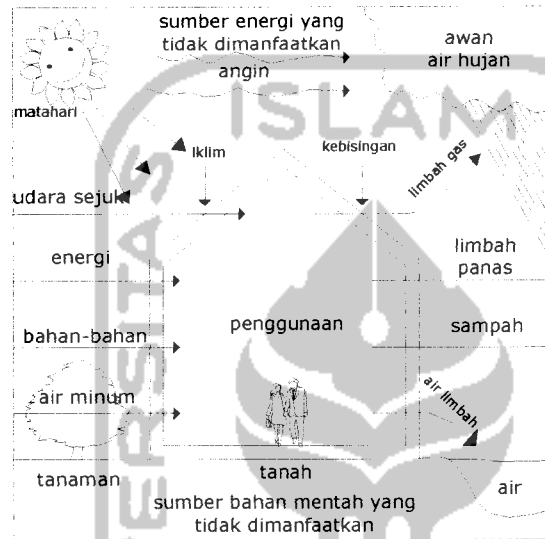 sumber energi yang
tidak dimanfaatkan
angin
awan
air hujan
matahari
iklim
kebisingan
limbah gas
udara sejuk
energi
limbah
panas
bahan-bahan
penggunaan
sampah
air minum
air limbah
tanaman
tanah
air
sumber bahan mentah yang
tidak dimanfaatkan
ISLAM
ERSITAS